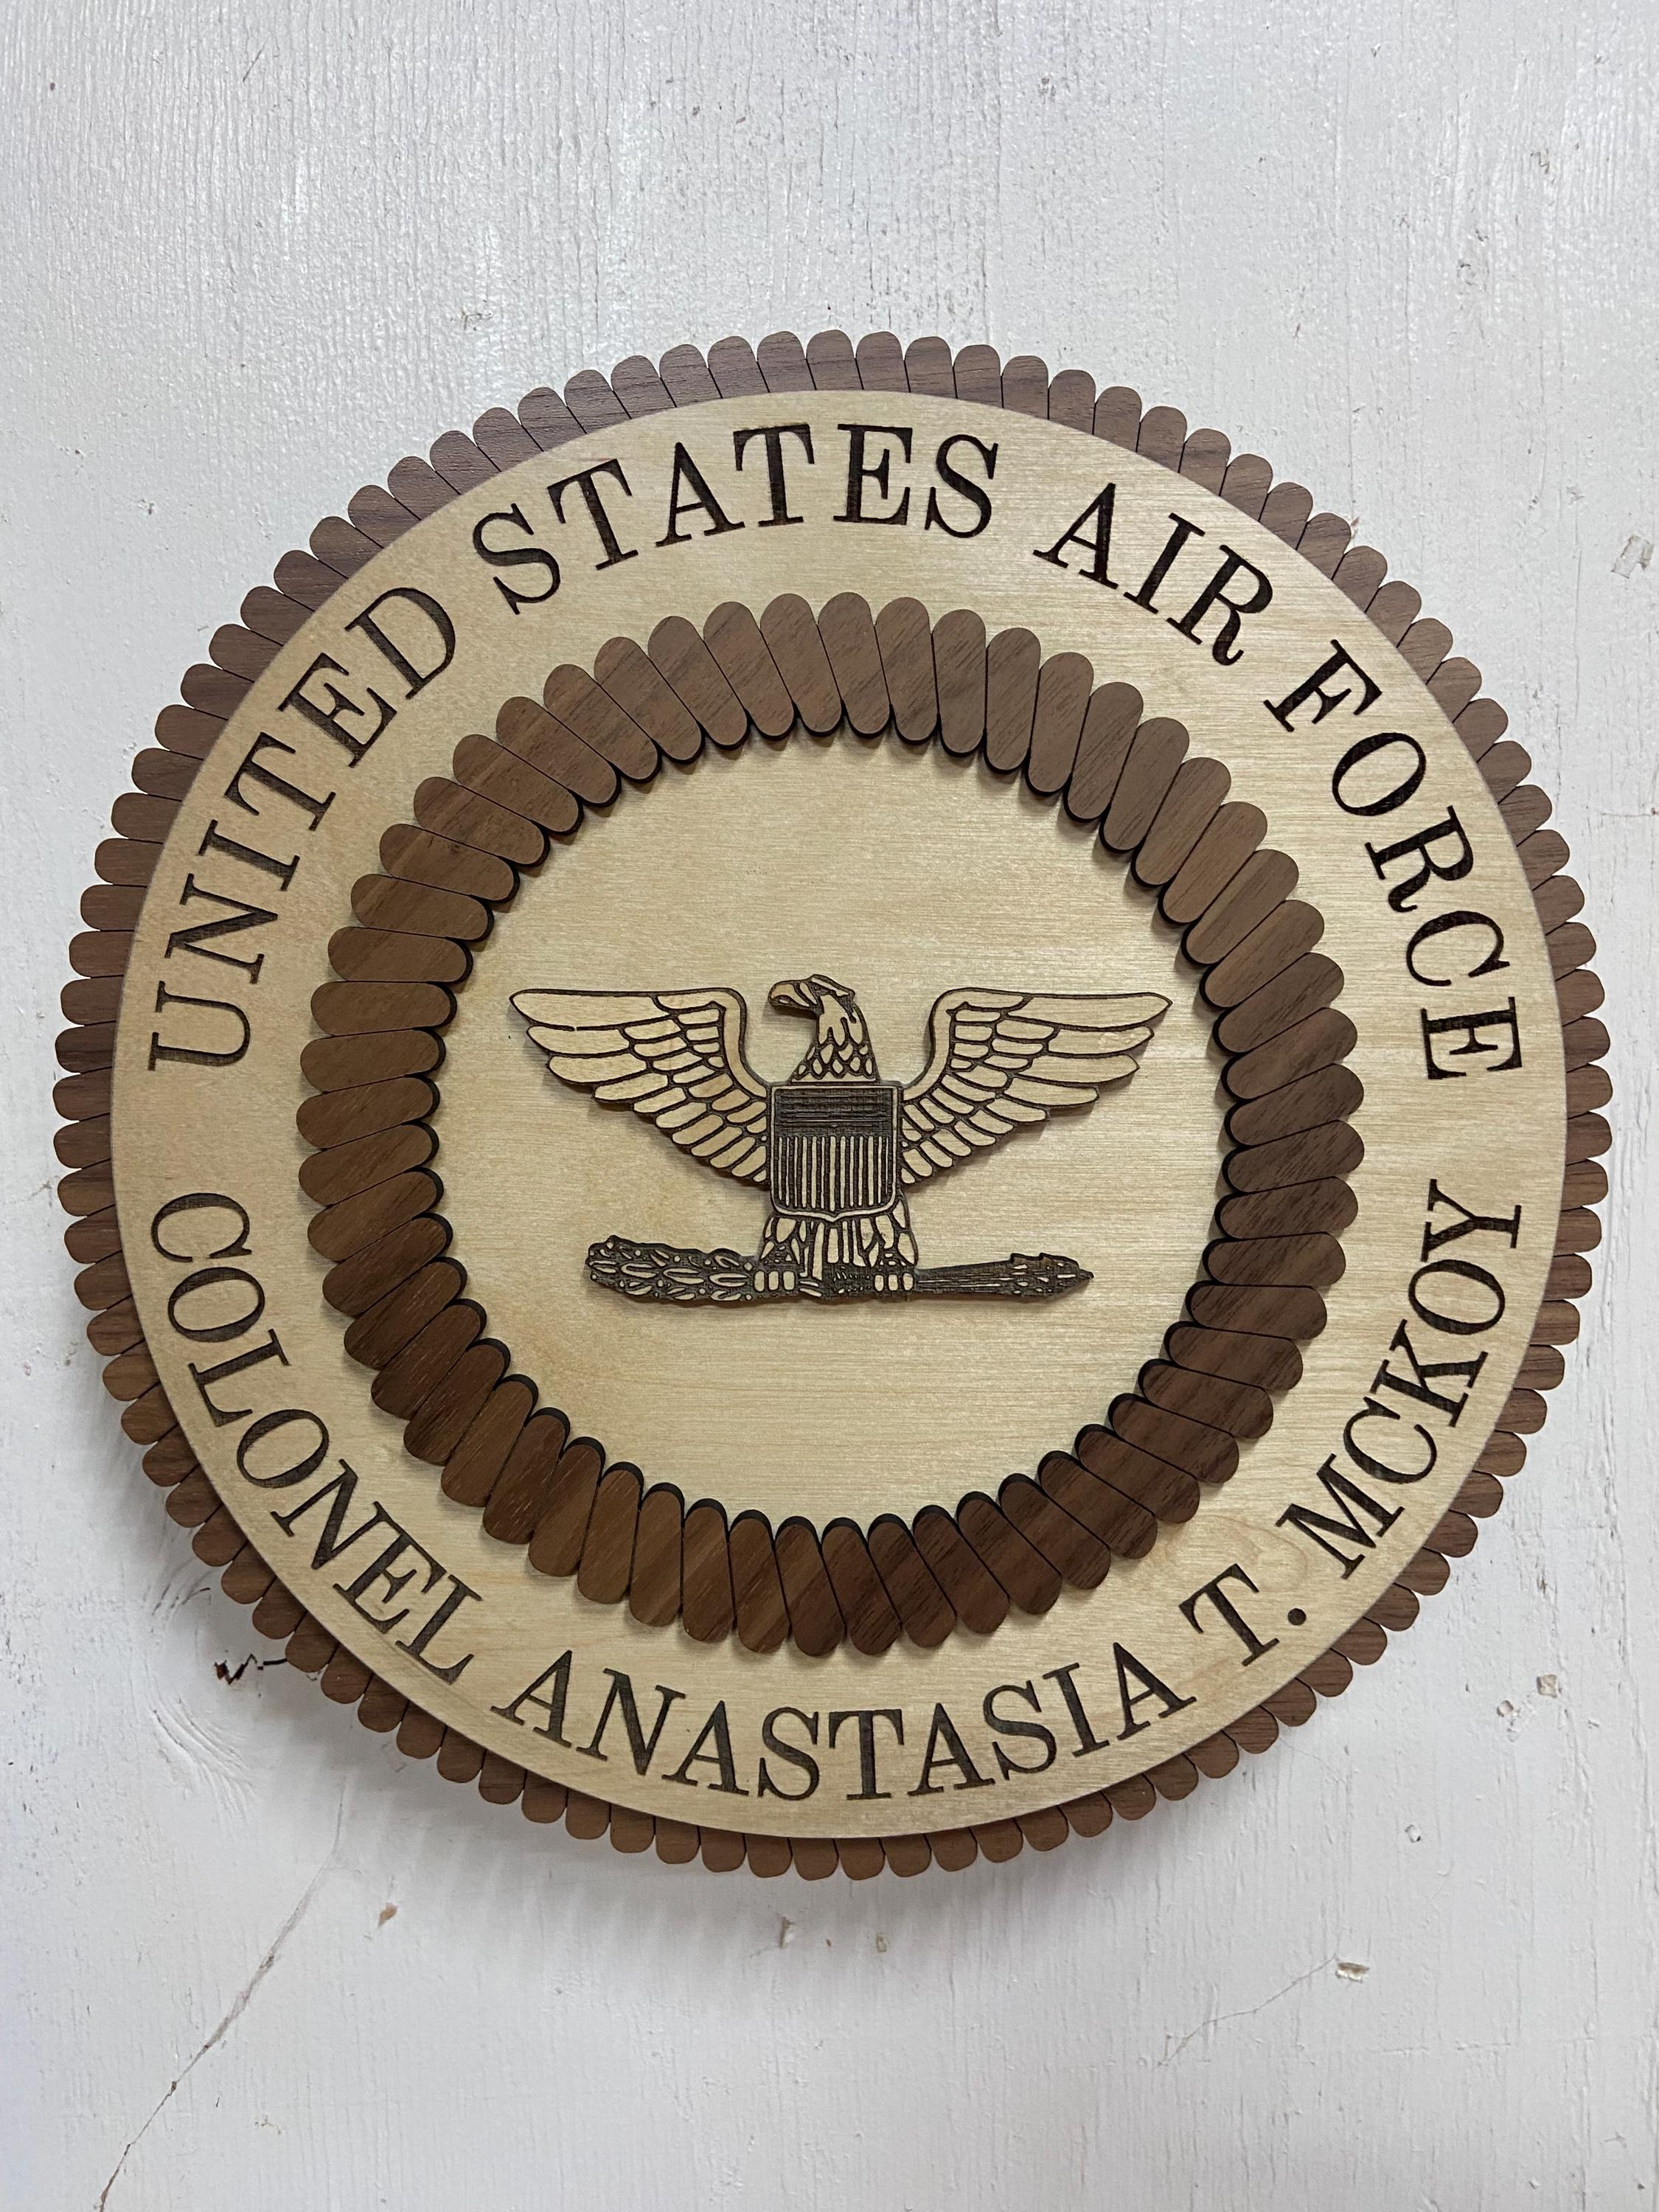 UNITED STATES AIR FORCE
COLONEL ANASTASIA T. MCKOY